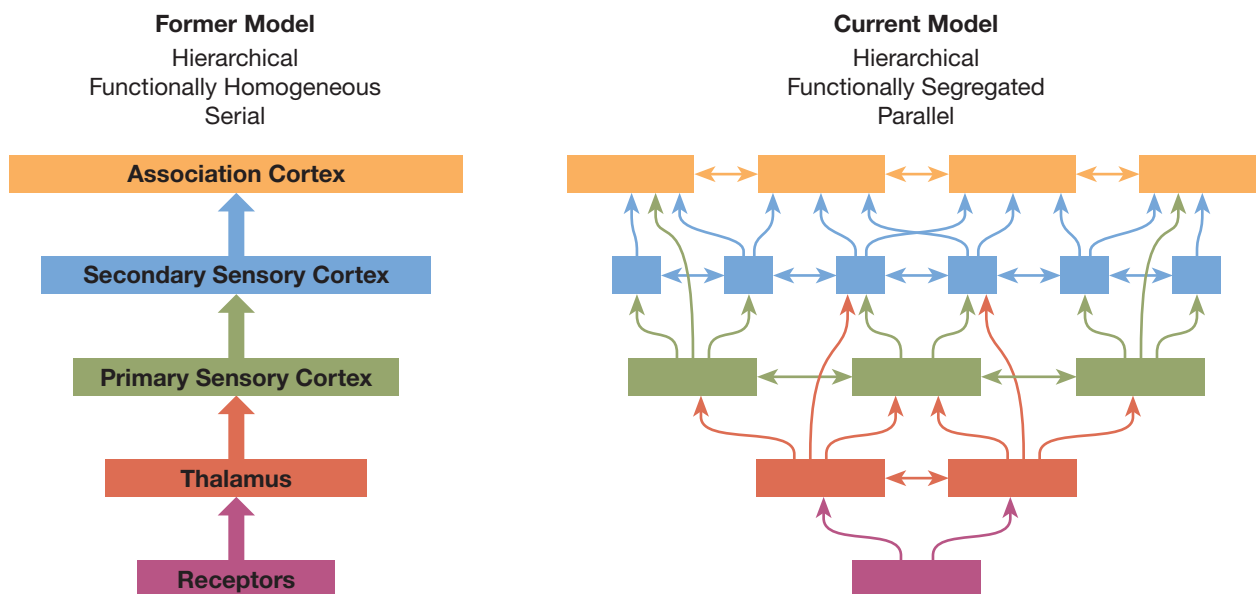 Former Model
Hierarchical
Functionally Homogeneous
Serial
Association Cortex
Secondary Sensory Cortex
Primary Sensory Cortex
Thalamus
Receptors
Current Model
Hierarchical
Functionally Segregated
Parallel